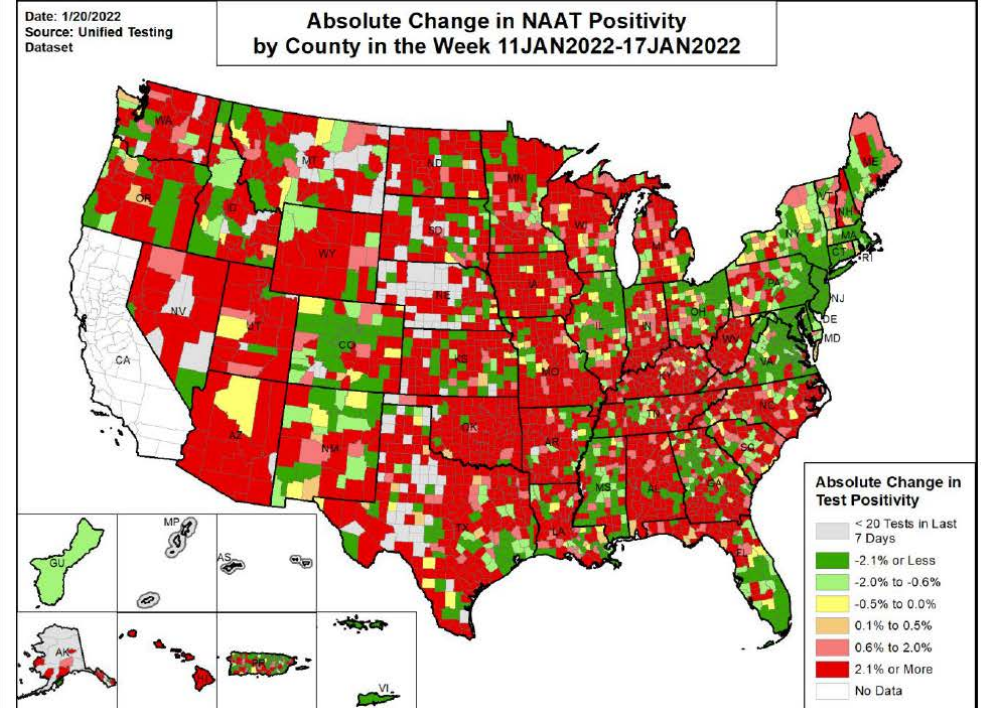 Date: 1/20/2022
Source: Unified Testing
Dataset
Absolute Change in NAAT Positivity
by County in the Week 11JAN2022-17JAN2022
WA
MT
ND
MN
ME
OR
ID
SD
WI
MI
VT
NH
NY
MA
CT
RI
WY
IA
NE
PA
NJ
NV
UT
CO
IL
IN
OH
DE
MD
CA
KS
MO
WV
VA
AZ
NM
OK
AR
TN
NC
SC
MS
AL
GA
TX
LA
FL
GU
MP
AS
AK
HI
PR
VI
Absolute Change in
Test Positivity
< 20 Tests in Last
7 Days
-2.1% or Less
-2.0% to -0.6%
-0.5% to 0.0%
0.1% to 0.5%
0.6% to 2.0%
2.1% or More
No Data